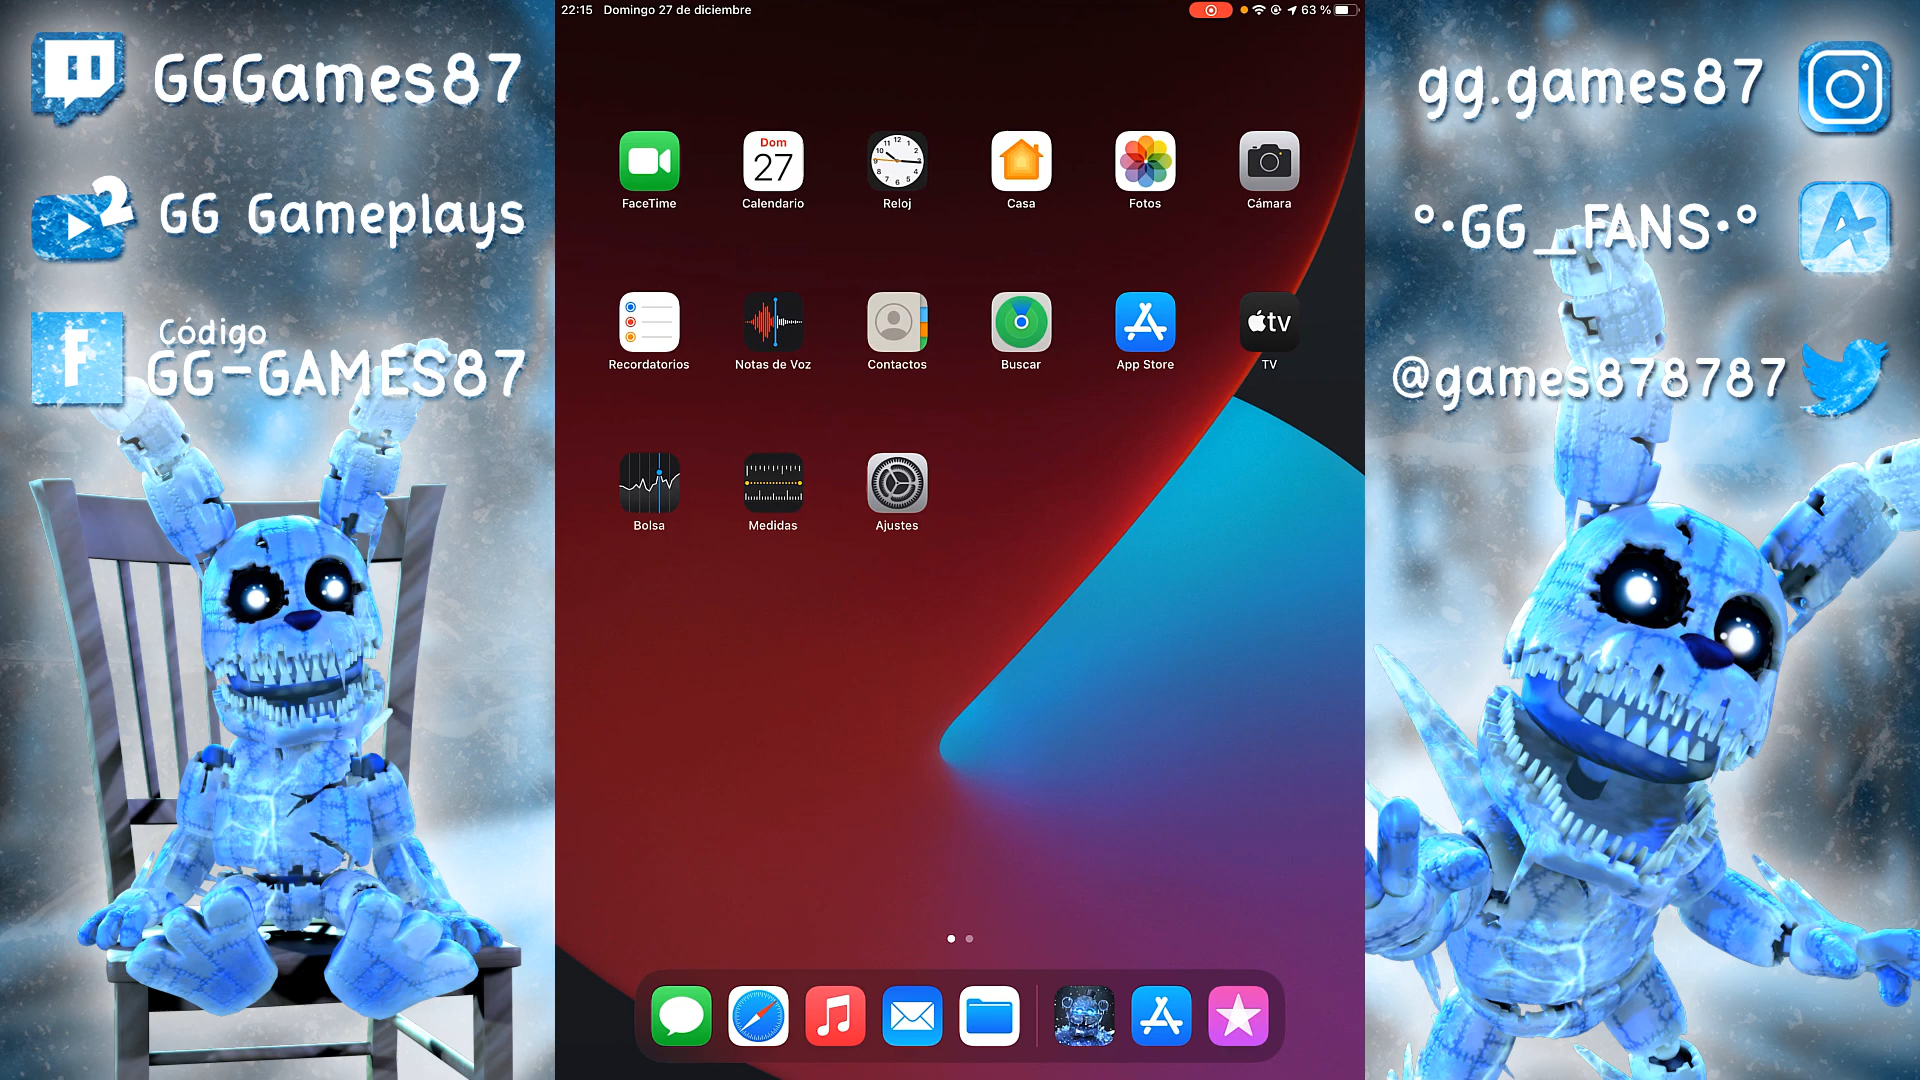 GGGames87
GG Gameplays
2
Código
GG-GAMES87
22:15 Domingo 27 de diciembre
63 %
Dom
27
FaceTime Calendario Reloj Casa Fotos Cámara
tv
Recordatorios Notas de Voz Contactos Buscar App Store TV
Bolsa Medidas Ajustes
gg.games87
°·GG_FANS·°
@games878787